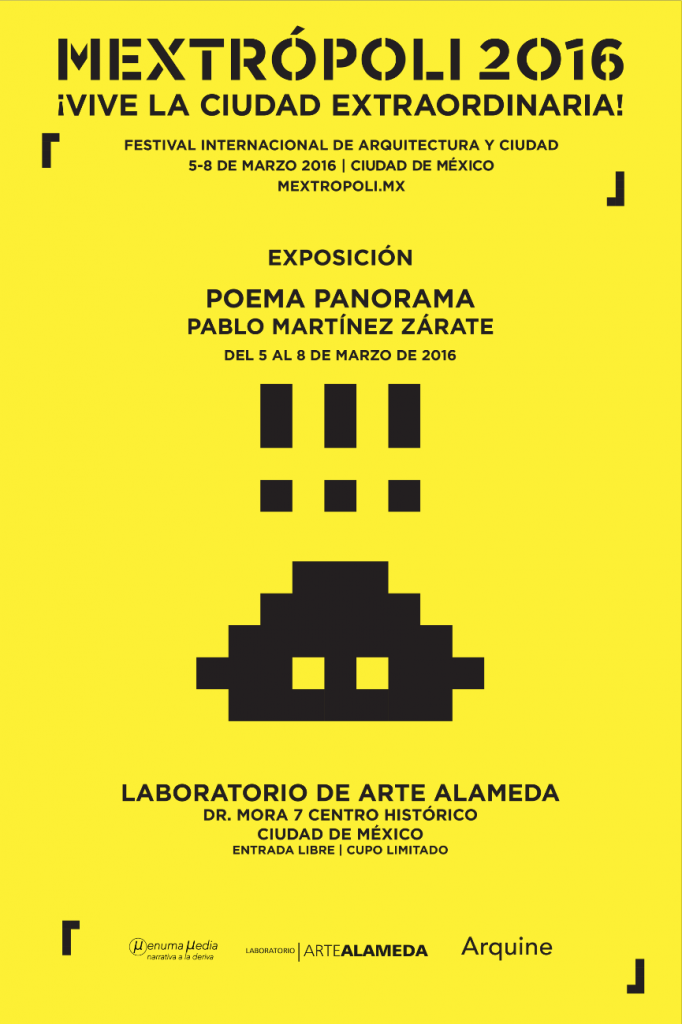 MEXTRÓPOLI 2016
¡VIVE LA CIUDAD EXTRAORDINARIA!
FESTIVAL INTERNACIONAL DE ARQUITECTURA Y CIUDAD
5-8 DE MARZO 2016 | CIUDAD DE MÉXICO
MEXTROPOLI.MX
EXPOSICIÓN
POEMA PANORAMA
PABLO MARTÍNEZ ZÁRATE
DEL 5 AL 8 DE MARZO DE 2016
LABORATORIO DE ARTE ALAMEDA
DR. MORA 7 CENTRO HISTÓRICO
CIUDAD DE MÉXICO
ENTRADA LIBRE | CUPO LIMITADO
µenuma µedia
narrativa a la deriva
LABORATORIO | ARTEALAMEDA
Arquine